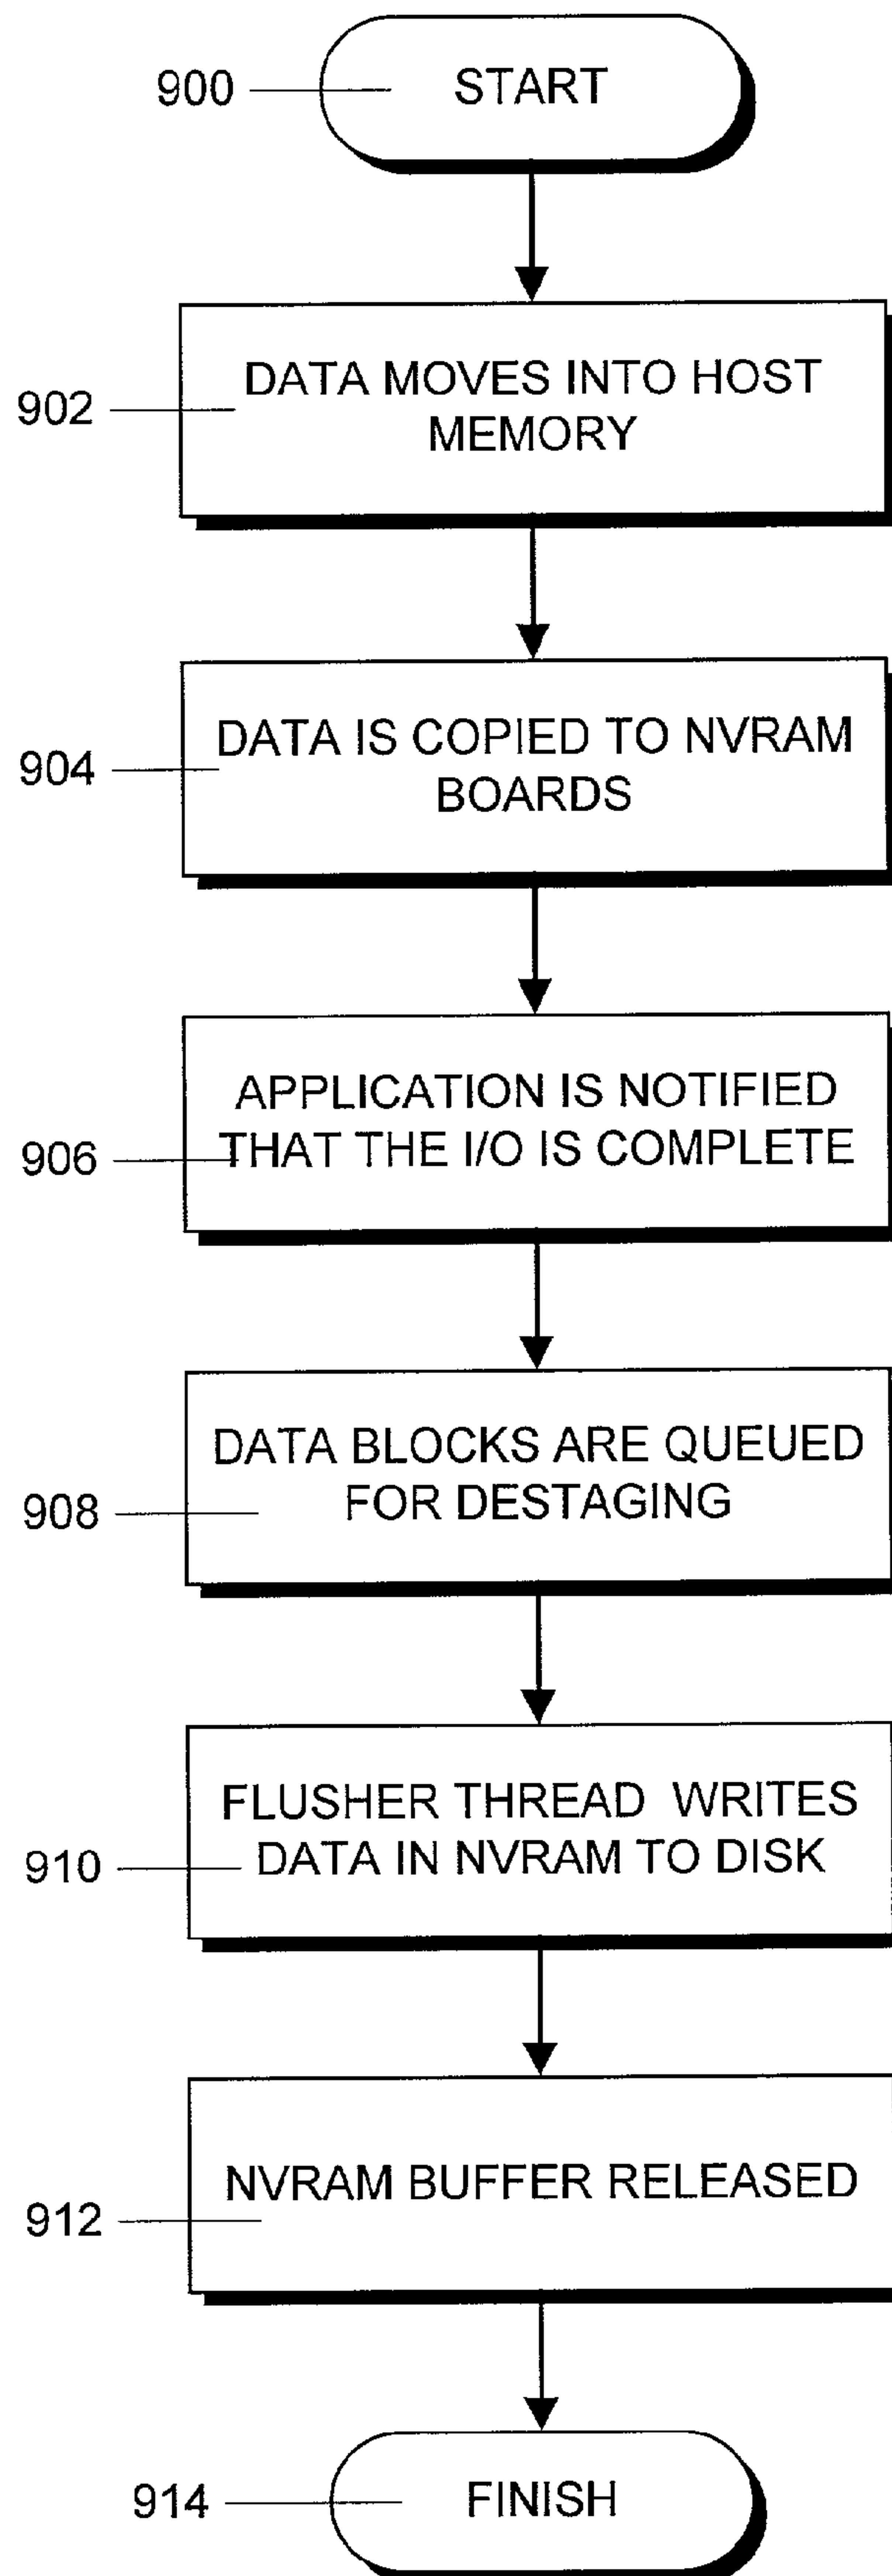 900
START
902
DATA MOVES INTO HOST
MEMORY
904
DATA IS COPIED TO NVRAM
BOARDS
906
APPLICATION IS NOTIFIED
THAT THE I/O IS COMPLETE
908
DATA BLOCKS ARE QUEUED
FOR DESTAGING
910
FLUSHER THREAD WRITES
DATA IN NVRAM TO DISK
912
NVRAM BUFFER RELEASED
914
FINISH